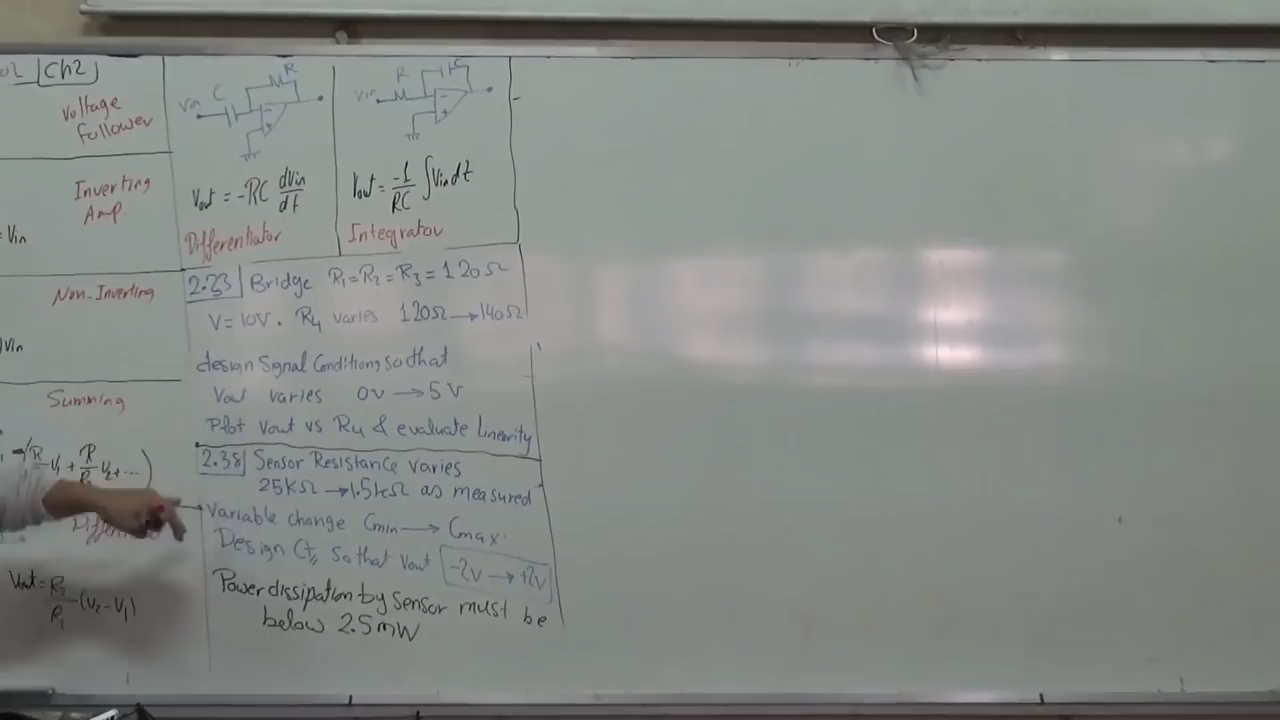 Ch2
Voltage
follower
Inverting
Amp.
= Vin
Non-Inverting
)Vin
Summing
V1 + R V2 + ...)
Vout = R2/R1 (V2 - V1)
Vin C R
Vout = -RC dVin/dt
Differentiator
Vin R C
Vout = -1/RC ∫Vin dt
Integrator
2.33 Bridge R1=R2=R3=120Ω
V=10V. R4 varies 120Ω→140Ω
design Signal Conditiong so that
Vout varies 0V → 5V
Plot Vout vs R4 & evaluate linearity
2.38 Sensor Resistance varies
25kΩ → 1.5kΩ as measured
variable change Cmin → Cmax.
Design Ct, so that Vout -2V → +2V
Power dissipation by sensor must be
below 2.5mW